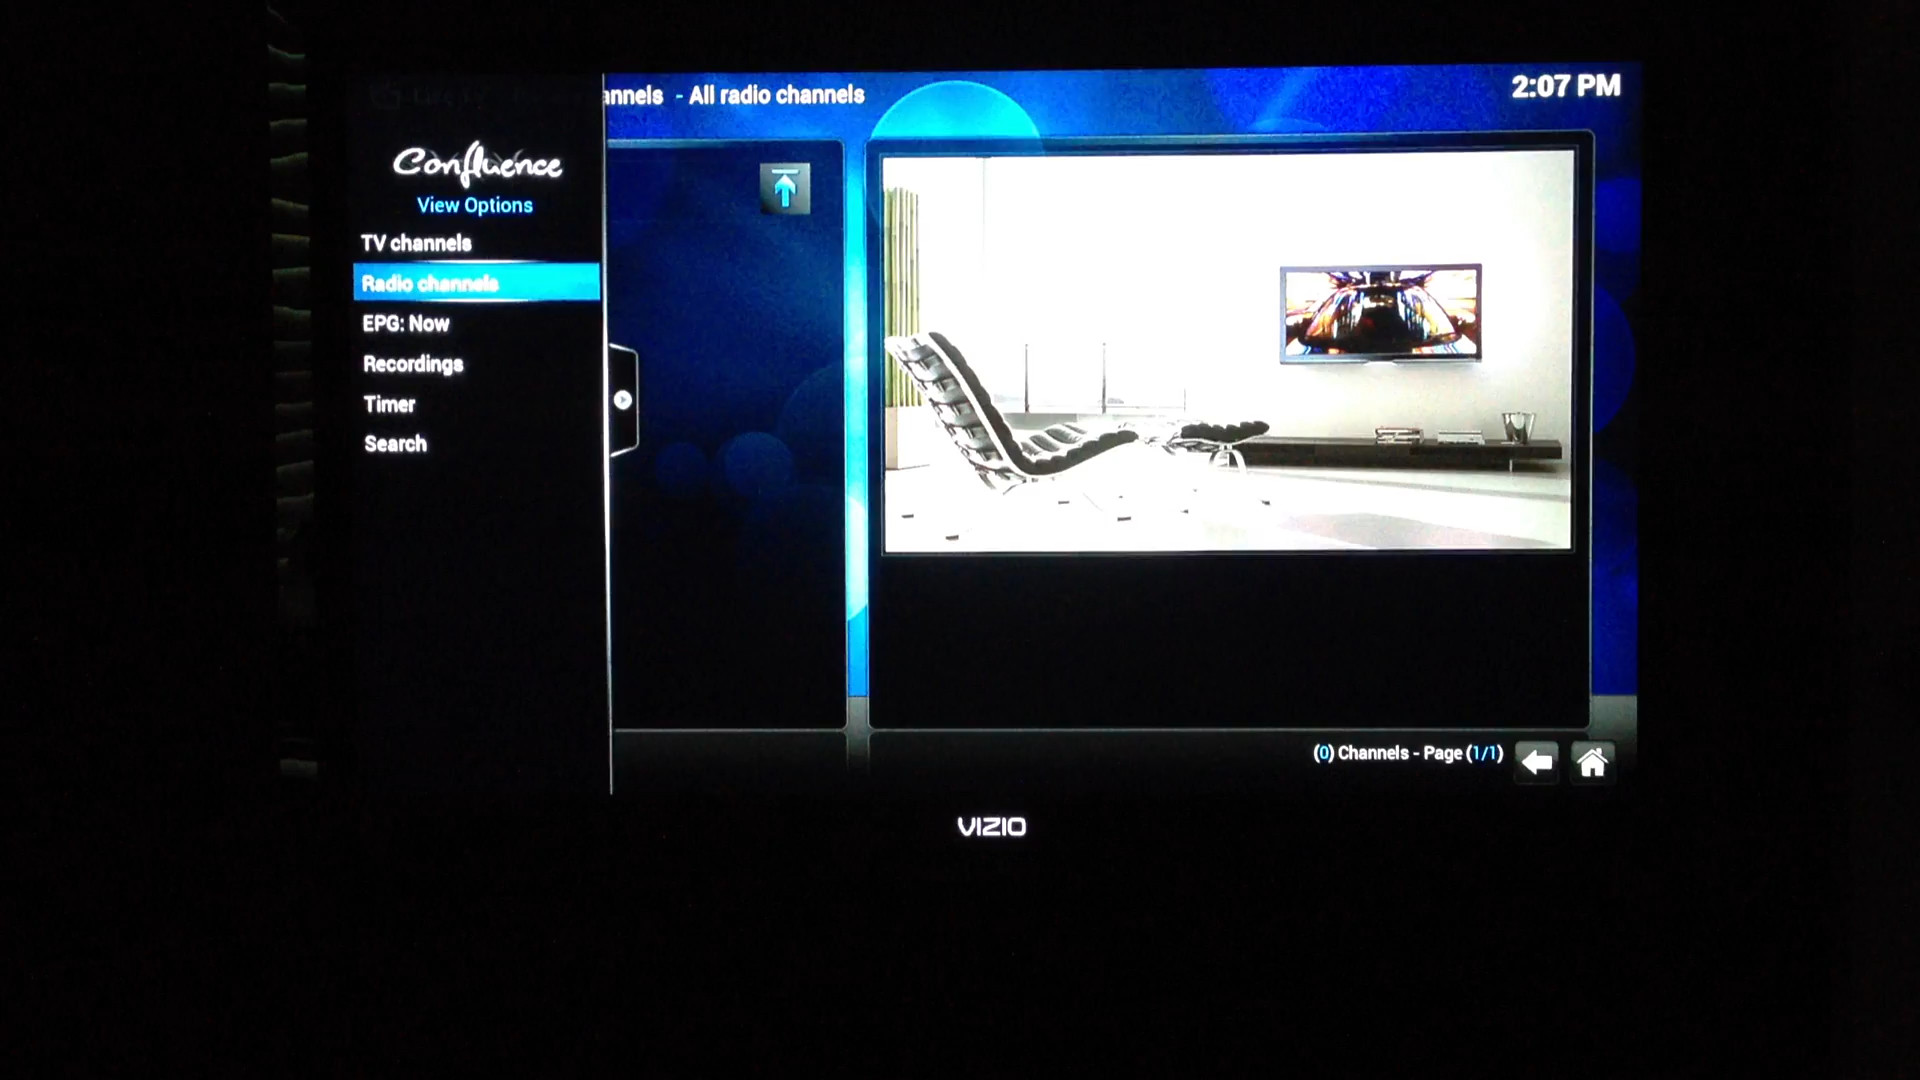 annels - All radio channels
2:07 PM
Confluence
View Options
TV channels
Radio channels
EPG: Now
Recordings
Timer
Search
(0) Channels - Page (1/1)
VIZIO